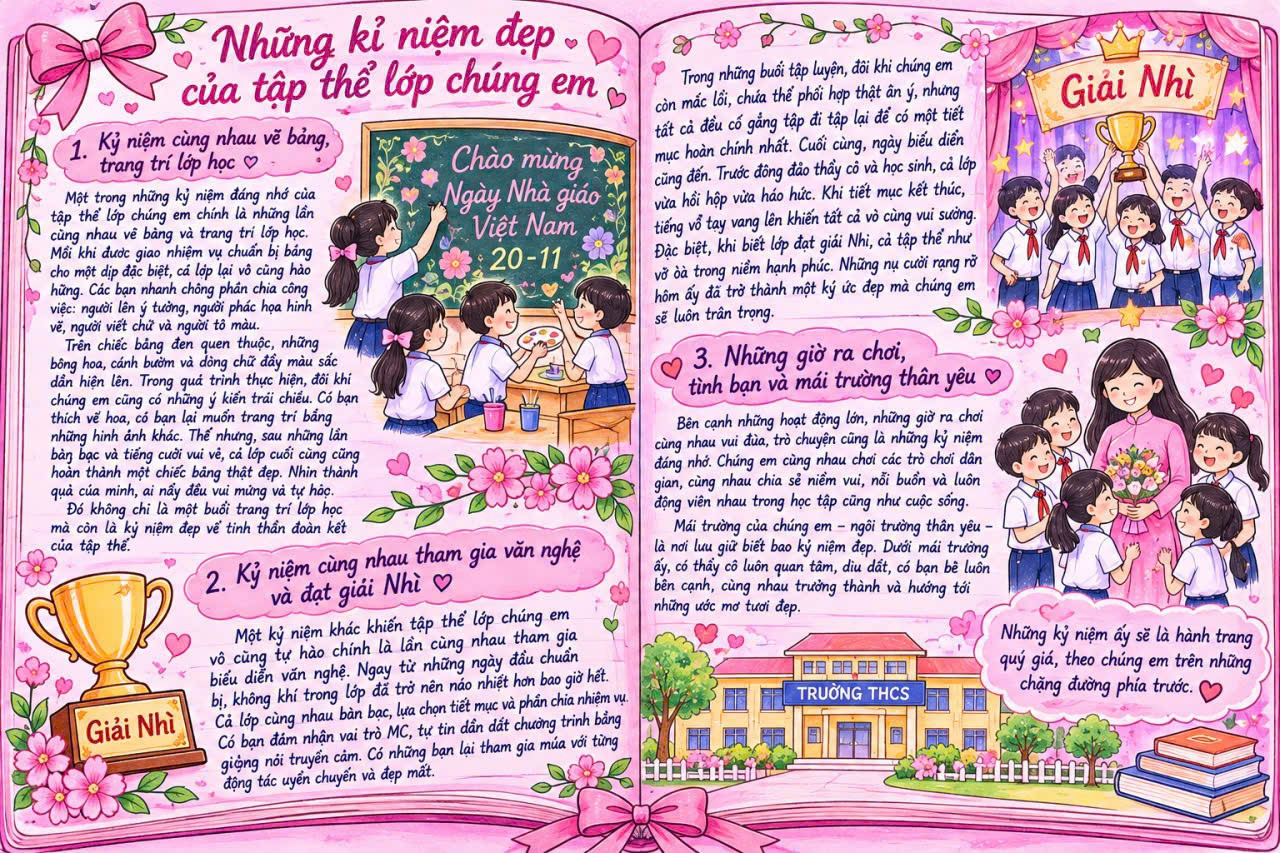 Những kỉ niệm đẹp
của tập thể lớp chúng em
1. Kỷ niệm cùng nhau vẽ bảng,
trang trí lớp học
Một trong những kỷ niệm đáng nhớ của
tập thể lớp chúng em chính là những lần
cùng nhau vẽ bảng và trang trí lớp học.
Mỗi khi được giao nhiệm vụ chuẩn bị bảng
cho một dịp đặc biệt, cả lớp lại vô cùng hào
hứng. Các bạn nhanh chóng phân chia công
việc: người lên ý tưởng, người phác họa hình
vẽ, người viết chữ và người tô màu.
Trên chiếc bảng đen quen thuộc, những
bông hoa, cánh bướm và dòng chữ đầy màu sắc
dần hiện lên. Trong quá trình thực hiện, đôi khi
chúng em cũng có những ý kiến trái chiều. Có bạn
thích vẽ hoa, có bạn lại muốn trang trí bằng
những hình ảnh khác. Thế nhưng, sau những lần
bàn bạc và tiếng cười vui vẻ, cả lớp cuối cùng cũng
hoàn thành một chiếc bảng thật đẹp. Nhìn thành
quả của mình, ai nấy đều vui mừng và tự hào.
Đó không chỉ là một buổi trang trí lớp học
mà còn là kỷ niệm đẹp về tinh thần đoàn kết
của tập thể.
Chào mừng
Ngày Nhà giáo
Việt Nam
20-11
2. Kỷ niệm cùng nhau tham gia văn nghệ
và đạt giải Nhì
Một kỷ niệm khác khiến tập thể lớp chúng em
vô cùng tự hào chính là lần cùng nhau tham gia
biểu diễn văn nghệ. Ngay từ những ngày đầu chuẩn
bị, không khí trong lớp đã trở nên náo nhiệt hơn bao giờ hết.
Cả lớp cùng nhau bàn bạc, lựa chọn tiết mục và phân chia nhiệm vụ.
Có bạn đảm nhận vai trò MC, tự tin dẫn dắt chương trình bằng
giọng nói truyền cảm. Có những bạn lại tham gia múa với từng
động tác uyển chuyển và đẹp mắt.
Giải Nhì
Trong những buổi tập luyện, đôi khi chúng em
còn mắc lỗi, chưa thể phối hợp thật ăn ý, nhưng
tất cả đều cố gắng tập đi tập lại để có một tiết
mục hoàn chỉnh nhất. Cuối cùng, ngày biểu diễn
cũng đến. Trước đông đảo thầy cô và học sinh, cả lớp
vừa hồi hộp vừa háo hức. Khi tiết mục kết thúc,
tiếng vỗ tay vang lên khiến tất cả vô cùng vui sướng.
Đặc biệt, khi biết lớp đạt giải Nhì, cả tập thể như
vỡ òa trong niềm hạnh phúc. Những nụ cười rạng rỡ
hôm ấy đã trở thành một ký ức đẹp mà chúng em
sẽ luôn trân trọng.
Giải Nhì
3. Những giờ ra chơi,
tình bạn và mái trường thân yêu
Bên cạnh những hoạt động lớn, những giờ ra chơi
cùng nhau vui đùa, trò chuyện cũng là những kỷ niệm
đáng nhớ. Chúng em cùng nhau chơi các trò chơi dân
gian, cùng nhau chia sẻ niềm vui, nỗi buồn và luôn
động viên nhau trong học tập cũng như cuộc sống.
Mái trường của chúng em – ngôi trường thân yêu –
là nơi lưu giữ biết bao kỷ niệm đẹp. Dưới mái trường
ấy, có thầy cô luôn quan tâm, dìu dắt, có bạn bè luôn
bên cạnh, cùng nhau trưởng thành và hướng tới
những ước mơ tươi đẹp.
Những kỷ niệm ấy sẽ là hành trang
quý giá, theo chúng em trên những
chặng đường phía trước.
TRƯỜNG THCS